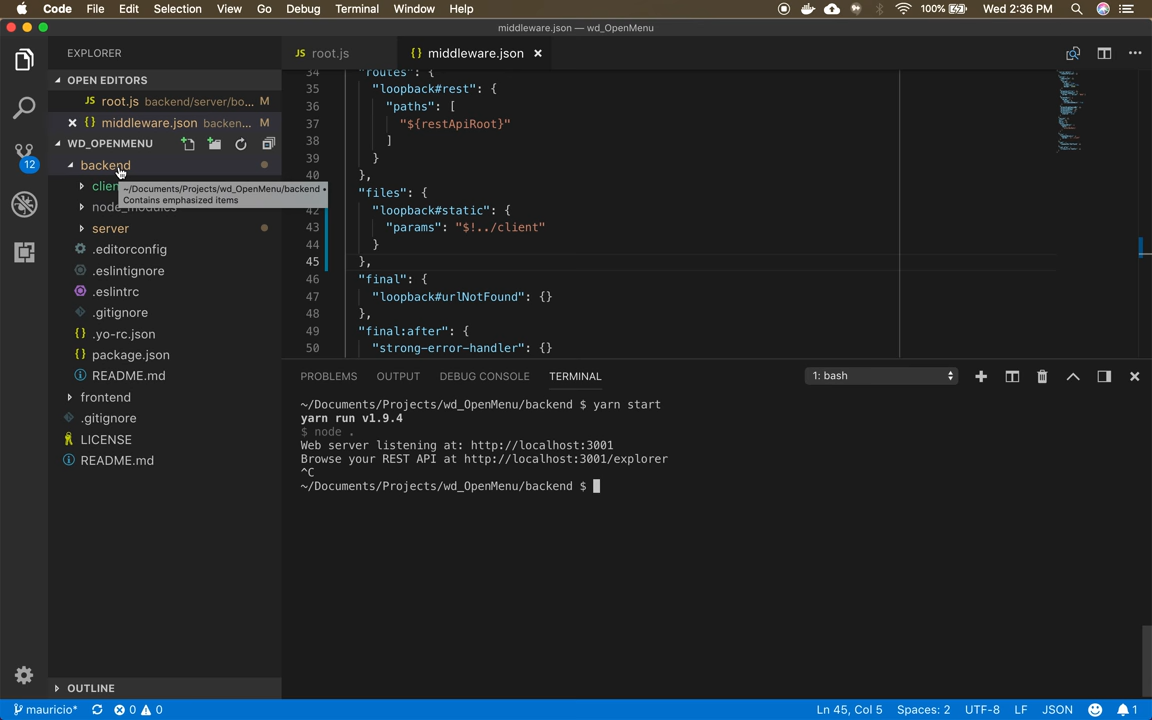 Code File Edit Selection View Go Debug Terminal Window Help 100% Wed 2:36 PM
middleware.json — wd_OpenMenu
EXPLORER
root.js
{} middleware.json ×
OPEN EDITORS
JS root.js backend/server/bo... M
× {} middleware.json backen... M
WD_OPENMENU
backend
clien
~/Documents/Projects/wd_OpenMenu/backend •
Contains emphasized items
node_modules
server
.editorconfig
.eslintignore
.eslintrc
.gitignore
{} .yo-rc.json
{} package.json
README.md
frontend
.gitignore
LICENSE
README.md
OUTLINE
12
34 "routes": {
35 "loopback#rest": {
36 "paths": [
37 "${restApiRoot}"
38 ]
39 }
40 },
"files": {
42 "loopback#static": {
43 "params": "$!../client"
44 }
45 },
46 "final": {
47 "loopback#urlNotFound": {}
48 },
49 "final:after": {
50 "strong-error-handler": {}
PROBLEMS OUTPUT DEBUG CONSOLE TERMINAL 1: bash
~/Documents/Projects/wd_OpenMenu/backend $ yarn start
yarn run v1.9.4
$ node .
Web server listening at: http://localhost:3001
Browse your REST API at http://localhost:3001/explorer
^C
~/Documents/Projects/wd_OpenMenu/backend $
mauricio* 0 0 Ln 45, Col 5 Spaces: 2 UTF-8 LF JSON 1